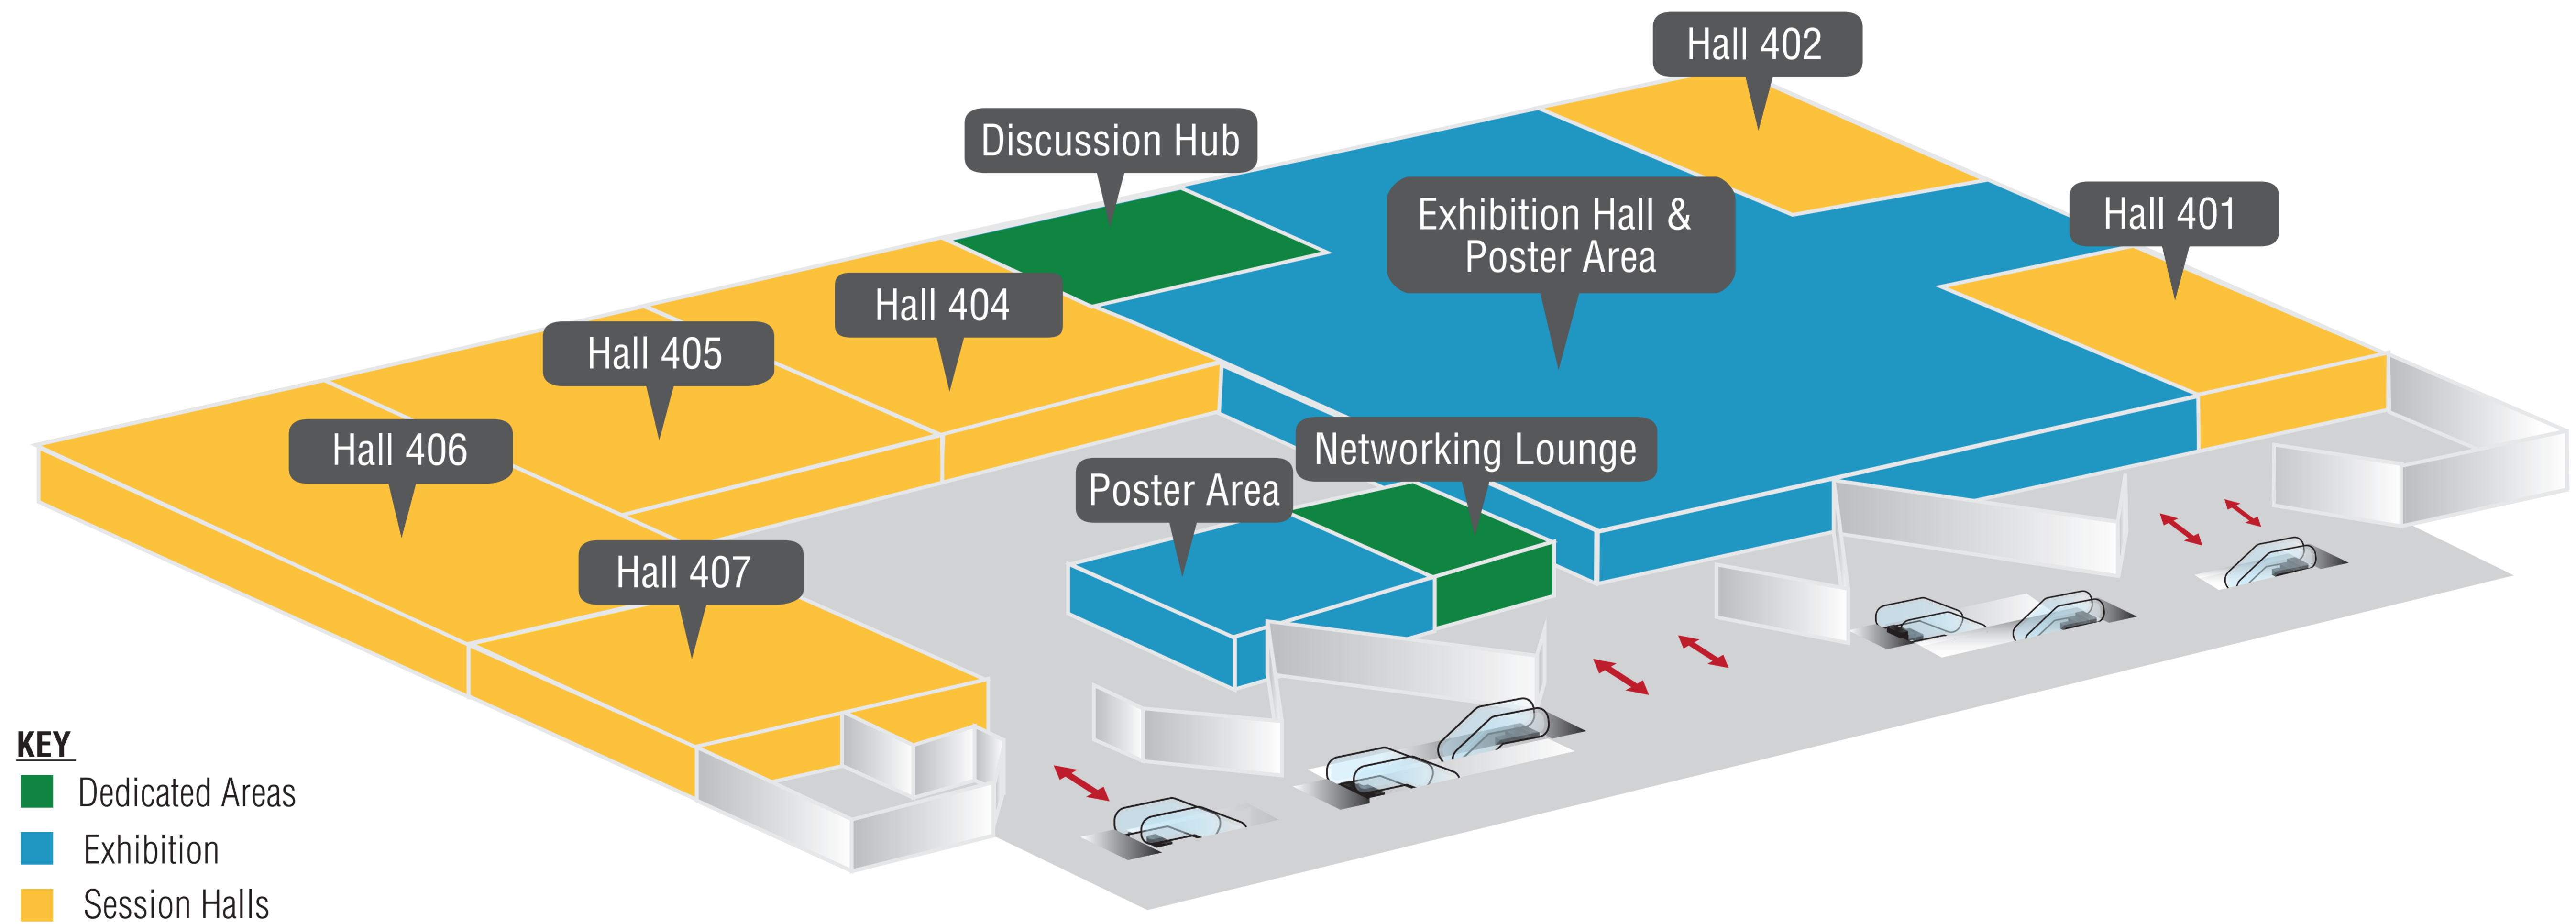 Hall 402
Discussion Hub
Exhibition Hall &
Poster Area
Hall 401
Hall 404
Hall 405
Hall 406
Networking Lounge
Poster Area
Hall 407
KEY
Dedicated Areas
Exhibition
Session Halls